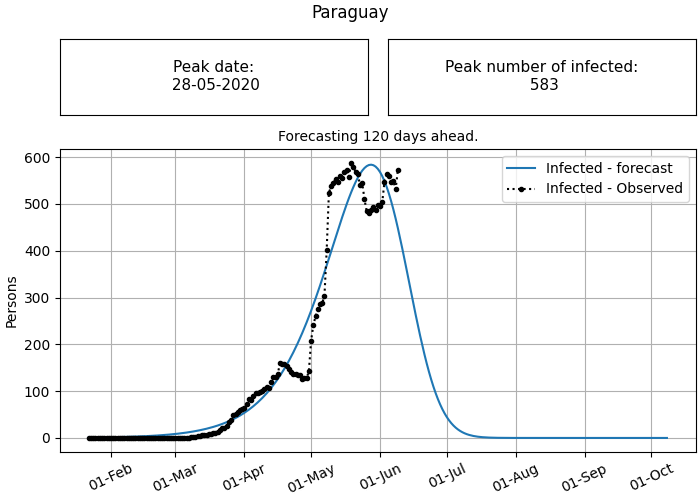 Paraguay
Peak date:
28-05-2020
Peak number of infected:
583
Forecasting 120 days ahead.
Infected - forecast
Infected - Observed
Persons
600
500
400
300
200
100
0
01-Feb
01-Mar
01-Apr
01-May
01-Jun
01-Jul
01-Aug
01-Sep
01-Oct